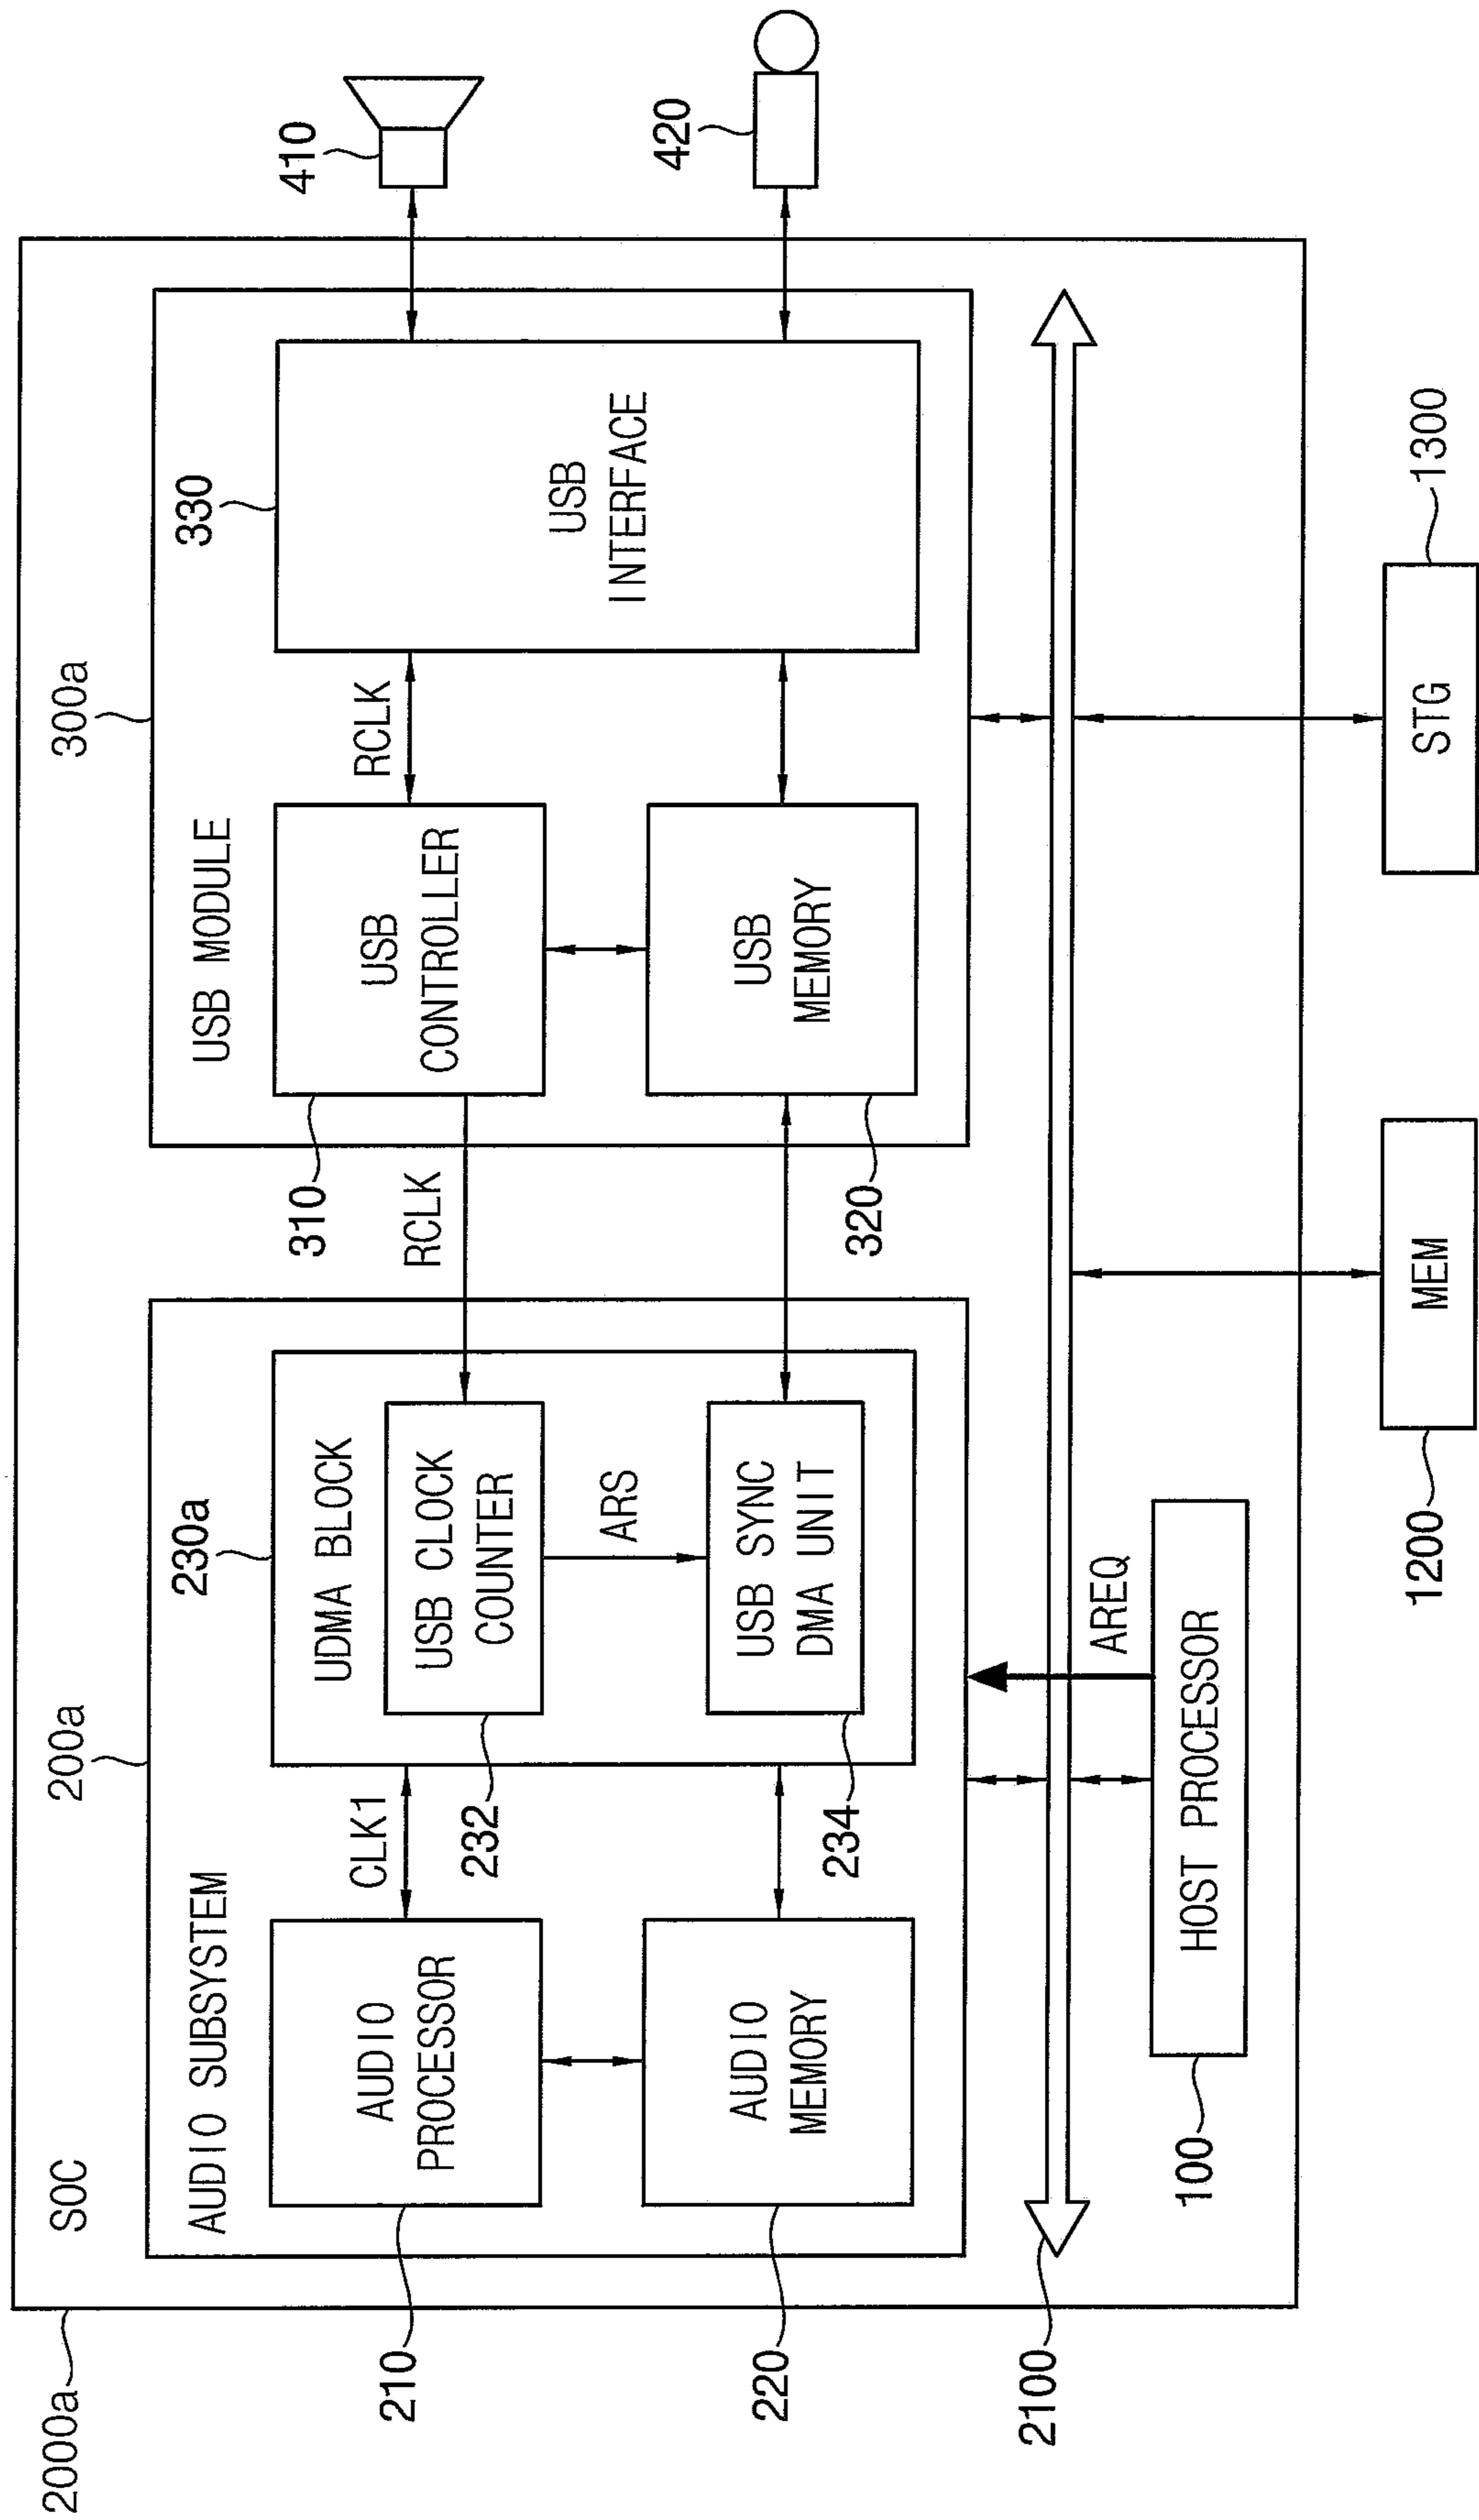 2000a
SOC
200a
300a
AUDIO SUBSYSTEM
230a
USB MODULE
330
UDMA BLOCK
410
210
AUDIO
PROCESSOR
CLK1
232
USB CLOCK
COUNTER
RCLK
310
USB
CONTROLLER
RCLK
USB
INTERFACE
ARS
220
AUDIO
MEMORY
234
USB SYNC
DMA UNIT
320
USB
MEMORY
420
2100
AREQ
100
HOST PROCESSOR
1200
MEM
STG
1300